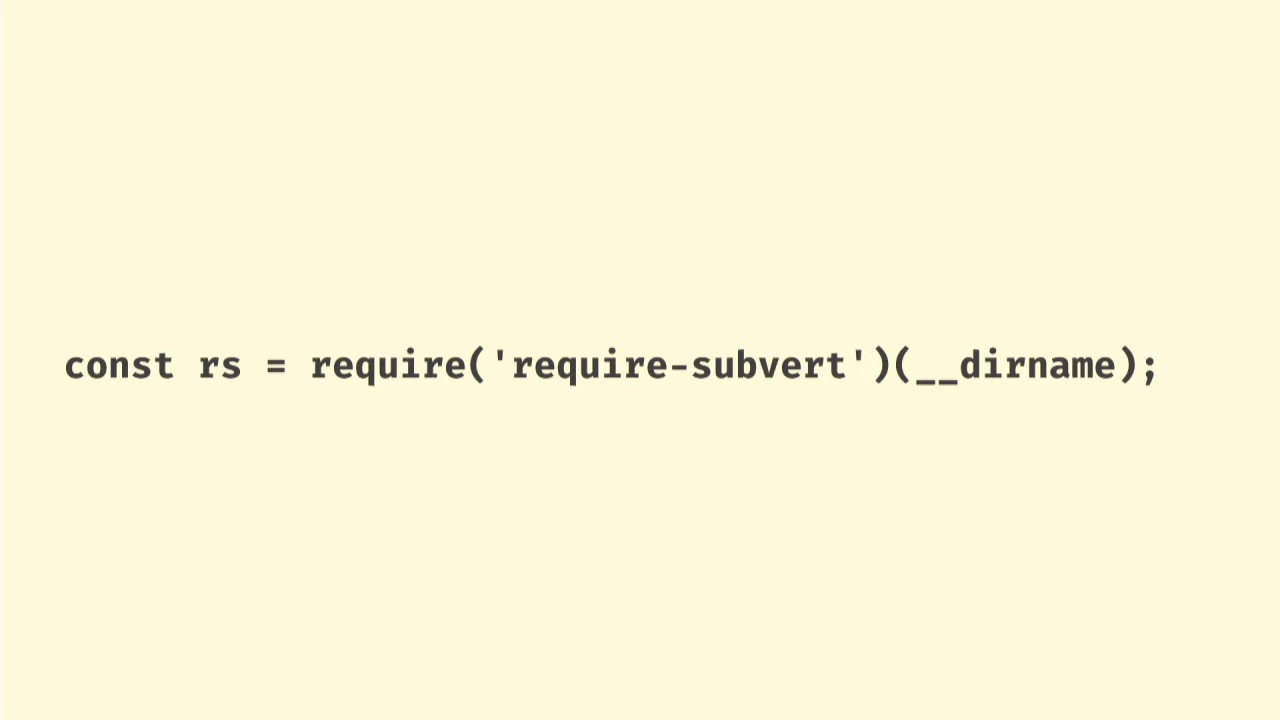 const rs = require('require-subvert')(__dirname);